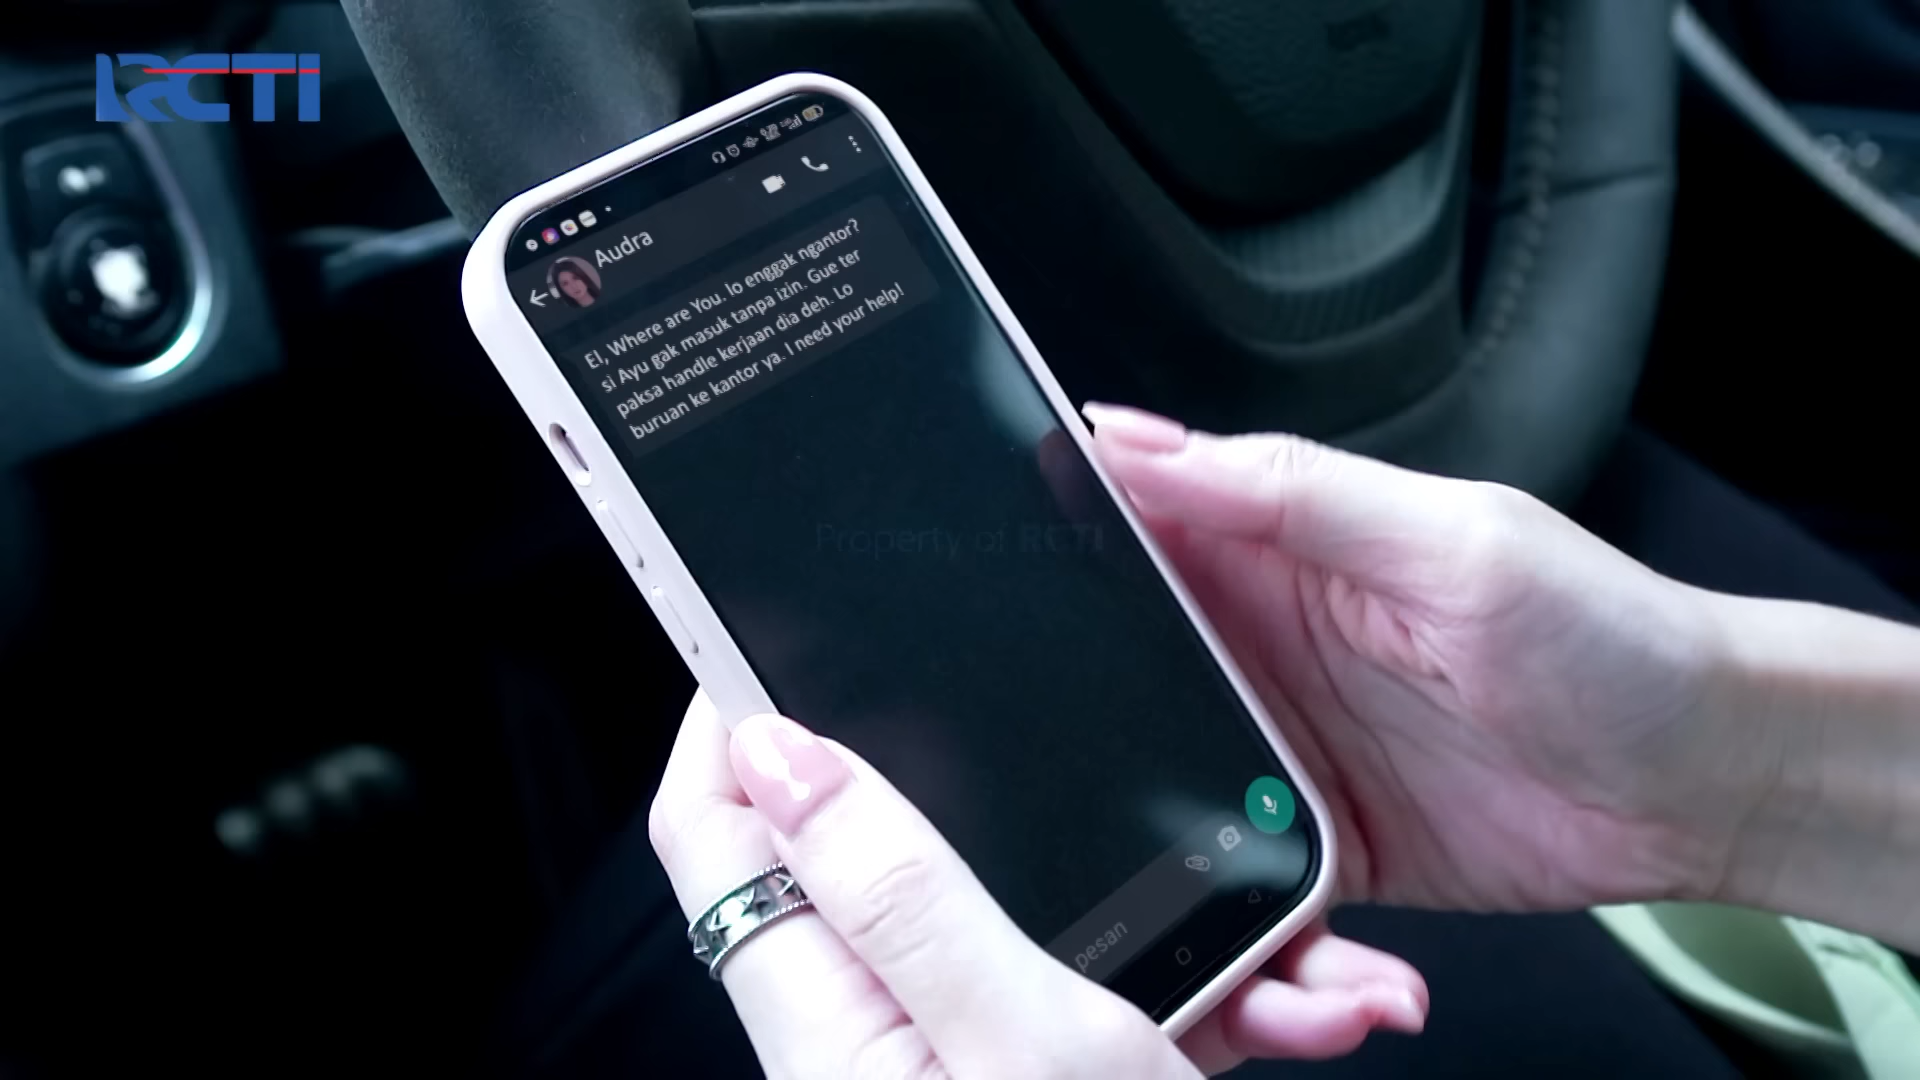 RCTI
Audra
El, Where are You. lo enggak ngantor?
si Ayu gak masuk tanpa izin. Gue ter
paksa handle kerjaan dia deh. Lo
buruan ke kantor ya. I need your help!
Property of RCTI
pesan